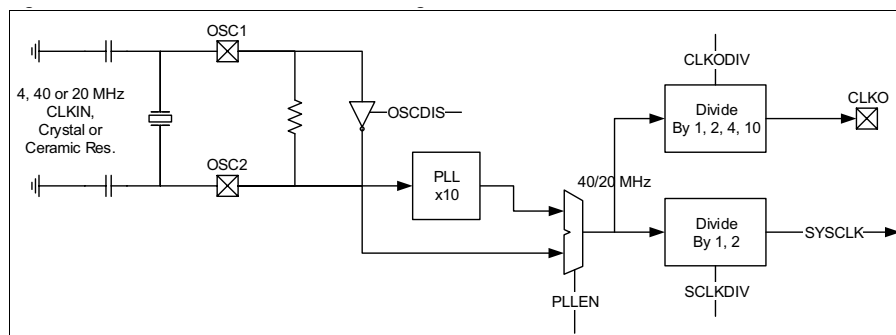 OSC1
4, 40 or 20 MHz
CLKIN,
Crystal or
Ceramic Res.
OSCDIS
OSC2
PLL
x10
40/20 MHz
PLLEN
CLKODIV
Divide
By 1, 2, 4, 10
CLKO
Divide
By 1, 2
SYSCLK
SCLKDIV